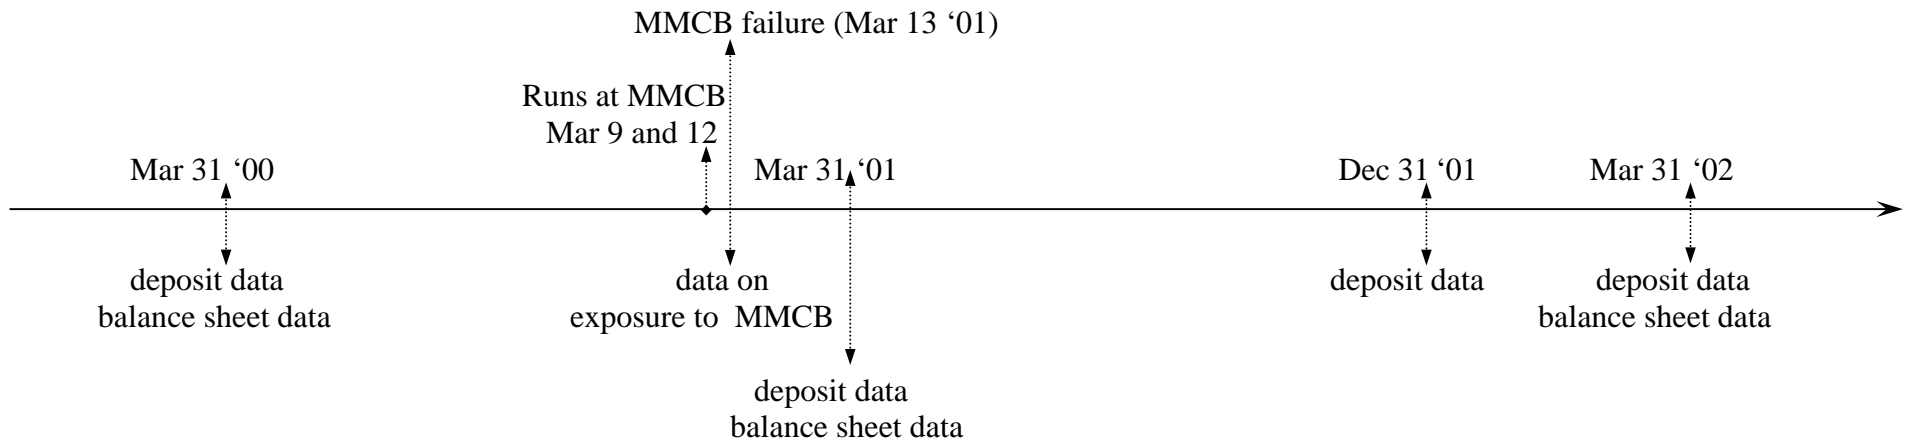 MMCB failure (Mar 13 ‘01)
Runs at MMCB
Mar 9 and 12
Mar 31 ‘00
Mar 31 ‘01
Dec 31 ‘01
Mar 31 ‘02
deposit data
balance sheet data
data on
exposure to MMCB
deposit data
balance sheet data
deposit data
deposit data
balance sheet data